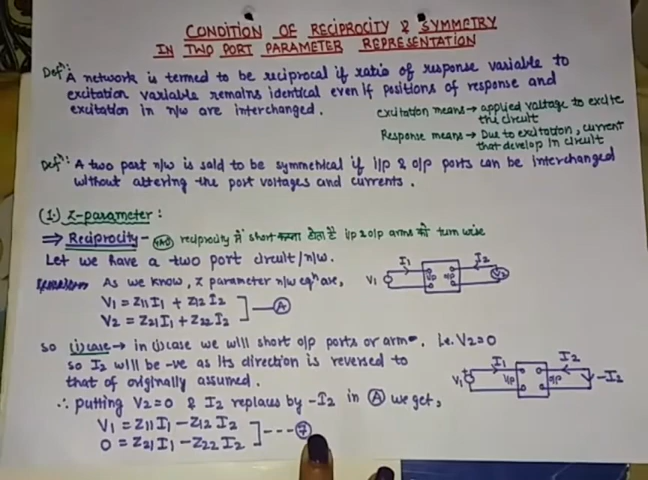 CONDITION OF RECIPROCITY & SYMMETRY
IN TWO PORT PARAMETER REPRESENTATION
Defⁿ: A network is termed to be reciprocal if ratio of response variable to
excitation variable remains identical even if positions of response and
excitation in n/w are interchanged.
excitation means → applied voltage to excite
the circuit
Response means → Due to excitation, current
that develop in circuit
Defⁿ: A two port n/w is said to be symmetrical if i/p & o/p ports can be interchanged
without altering the port voltages and currents.
(1.) Z-parameter:
⇒ Reciprocity - reciprocity में short करना होता है i/p & o/p arms को turn wise
Let we have a two port circuit/n/w.
As we know, Z parameter n/w eqⁿ are,
V1 = Z11 I1 + Z12 I2
V2 = Z21 I1 + Z22 I2
A
V1 I1 i/p o/p I2 V2
So (i) case → in (i) case we will short o/p ports or arm. i.e. V2=0
so I2 will be -ve as its direction is reversed to
that of originally assumed.
V1 I1 i/p o/p I2 -I2
∴ putting V2=0 & I2 replace by -I2 in A we get,
V1 = Z11 I1 - Z12 I2
0 = Z21 I1 - Z22 I2